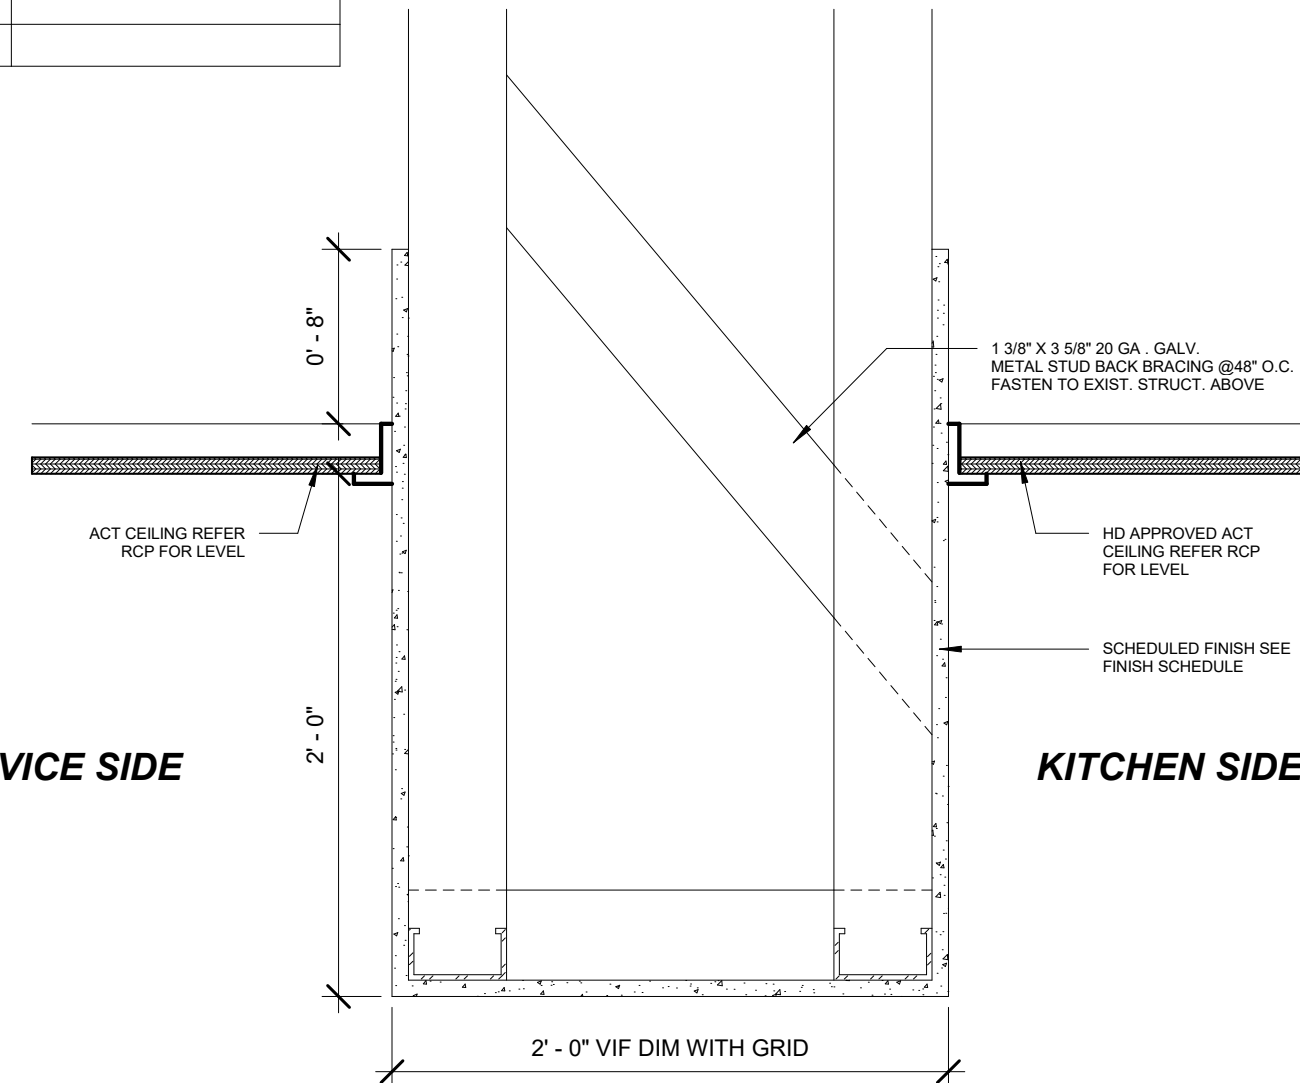 0' - 8"
1 3/8" X 3 5/8" 20 GA . GALV.
METAL STUD BACK BRACING @48" O.C.
FASTEN TO EXIST. STRUCT. ABOVE
ACT CEILING REFER
RCP FOR LEVEL
HD APPROVED ACT
CEILING REFER RCP
FOR LEVEL
SCHEDULED FINISH SEE
FINISH SCHEDULE
2' - 0"
VICE SIDE
KITCHEN SIDE
2' - 0" VIF DIM WITH GRID